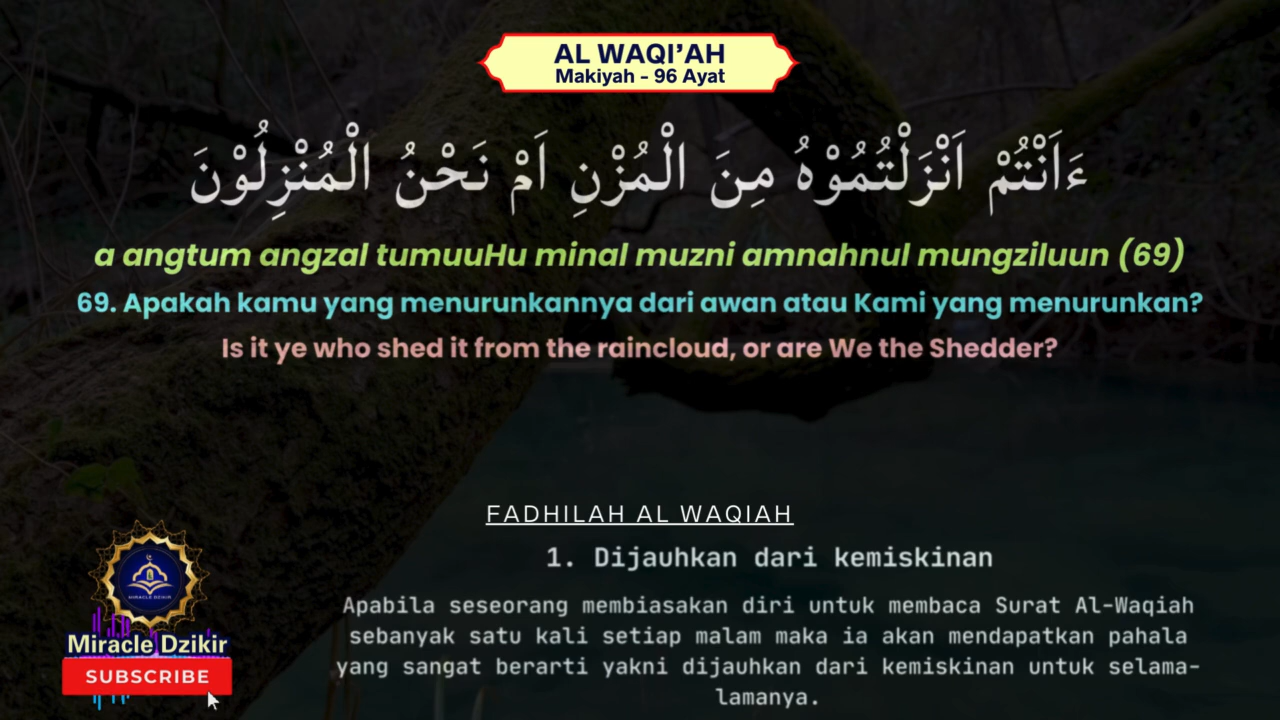 AL WAQI’AH
Makiyah - 96 Ayat
ءَاَنْتُمْ اَنْزَلْتُمُوْهُ مِنَ الْمُزْنِ اَمْ نَحْنُ الْمُنْزِلُوْنَ
a angtum angzal tumuuHu minal muzni amnahnul mungziluun (69)
69. Apakah kamu yang menurunkannya dari awan atau Kami yang menurunkan?
Is it ye who shed it from the raincloud, or are We the Shedder?
FADHILAH AL WAQIAH
1. Dijauhkan dari kemiskinan
Apabila seseorang membiasakan diri untuk membaca Surat Al-Waqiah
sebanyak satu kali setiap malam maka ia akan mendapatkan pahala
yang sangat berarti yakni dijauhkan dari kemiskinan untuk selama-
lamanya.
MIRACLE DZIKIR
Miracle Dzikir
SUBSCRIBE